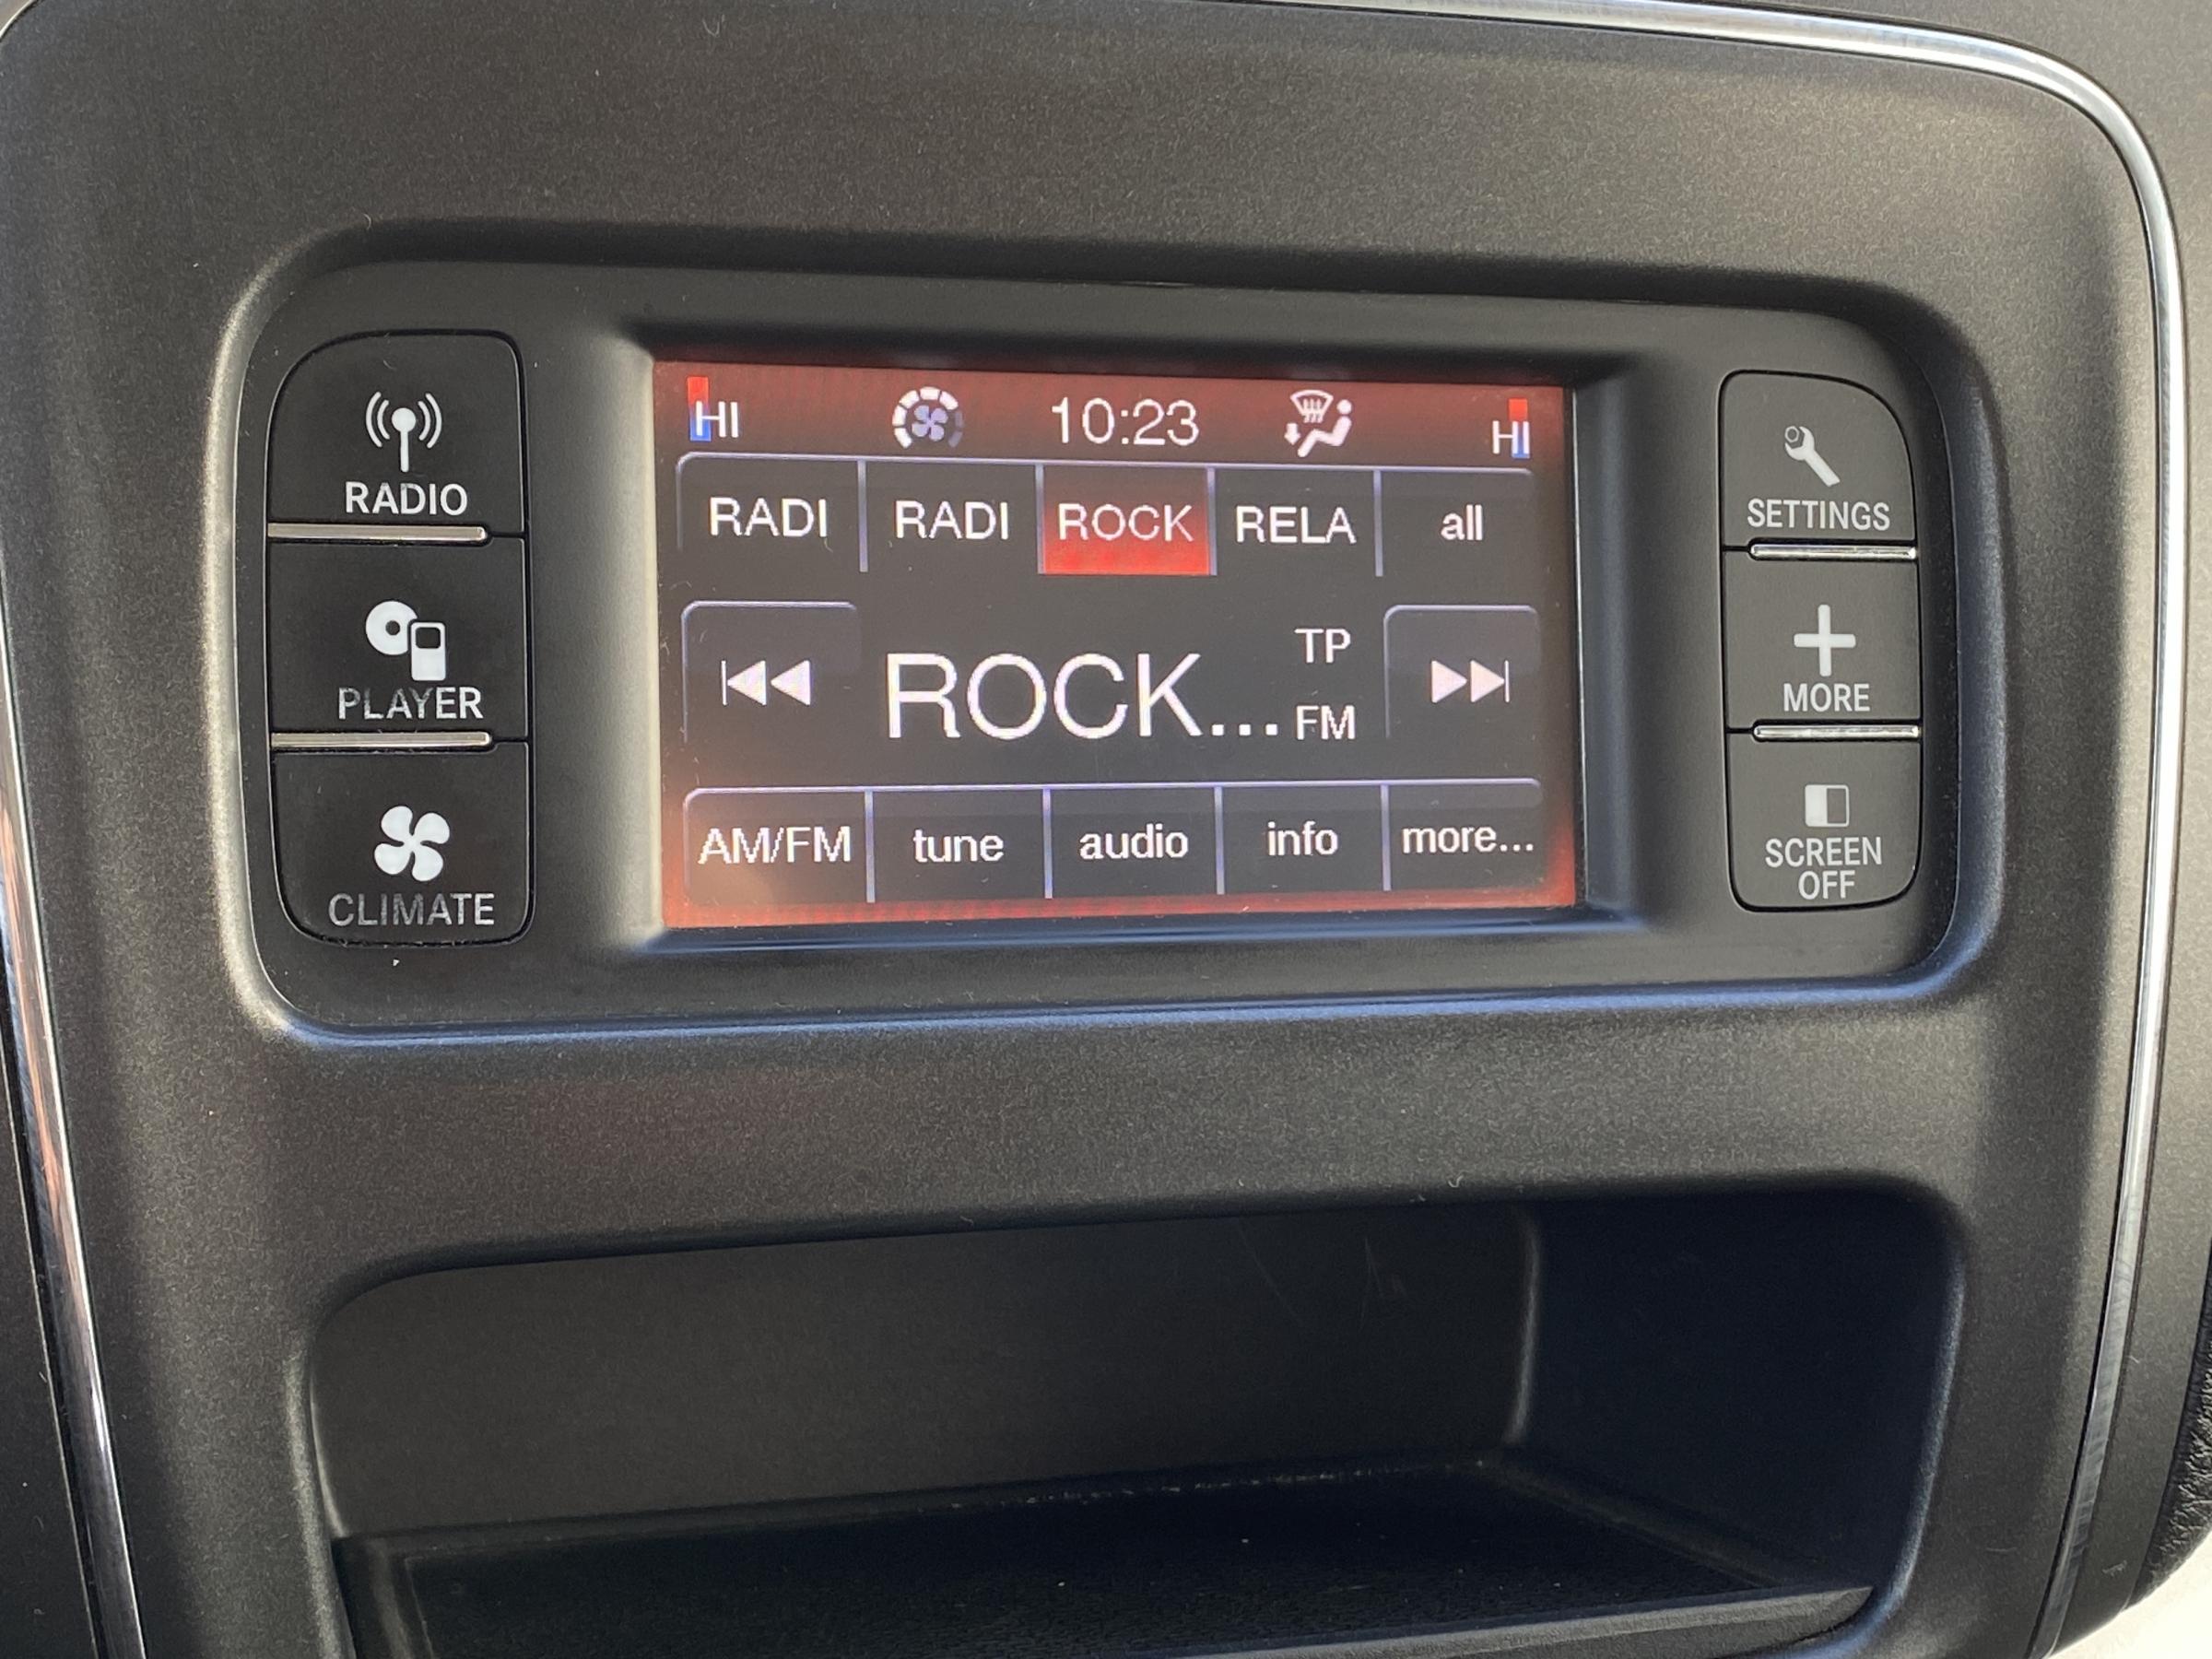 RADIO
PLAYER
CLIMATE
HI 10:23 HI
RADI RADI ROCK RELA all
ROCK... TP
FM
AM/FM tune audio info more...
SETTINGS
MORE
SCREEN
OFF